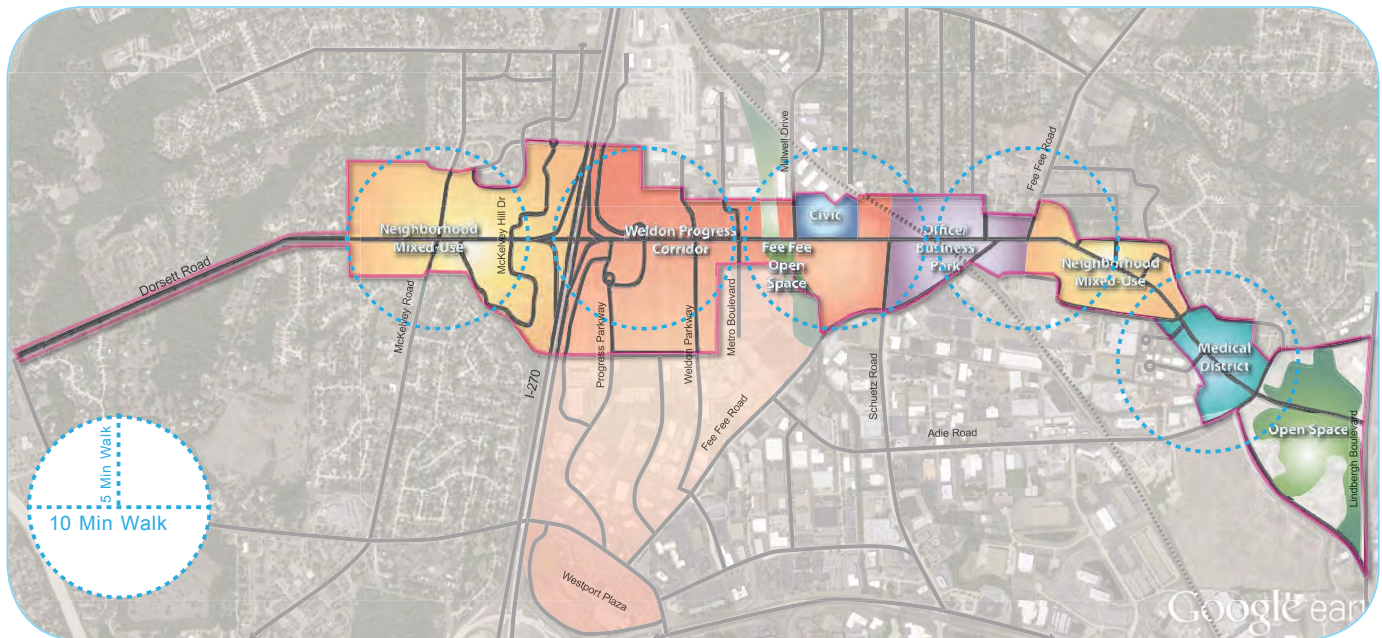 Millwell Drive
Fee Fee Road
McKelvey Hill Dr
Neighborhood
Mixed-Use
Weldon Progress
Corridor
Civic
Fee Fee
Open
Space
Office/
Business
Park
Neighborhood
Mixed-Use
Dorsett Road
McKelvey Road
I-270
Progress Parkway
Weldon Parkway
Metro Boulevard
Fee Fee Road
Schuetz Road
Adie Road
Medical
District
Open Space
Lindbergh Boulevard
5 Min Walk
10 Min Walk
Westport Plaza
Google ear